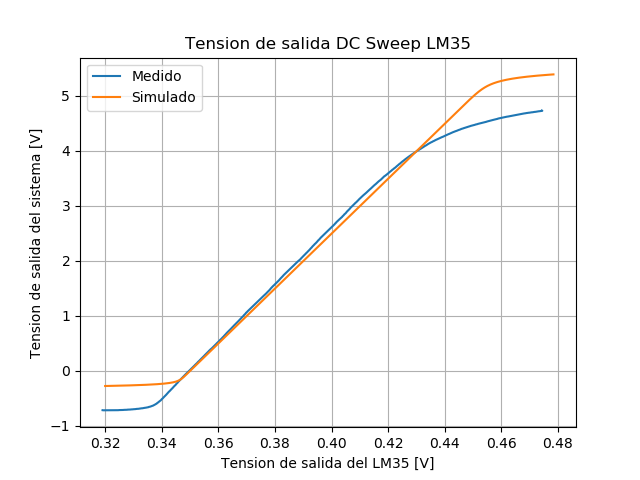 Tension de salida DC Sweep LM35
Medido
Simulado
Tension de salida del sistema [V]
5
4
3
2
1
0
−1
0.32 0.34 0.36 0.38 0.40 0.42 0.44 0.46 0.48
Tension de salida del LM35 [V]